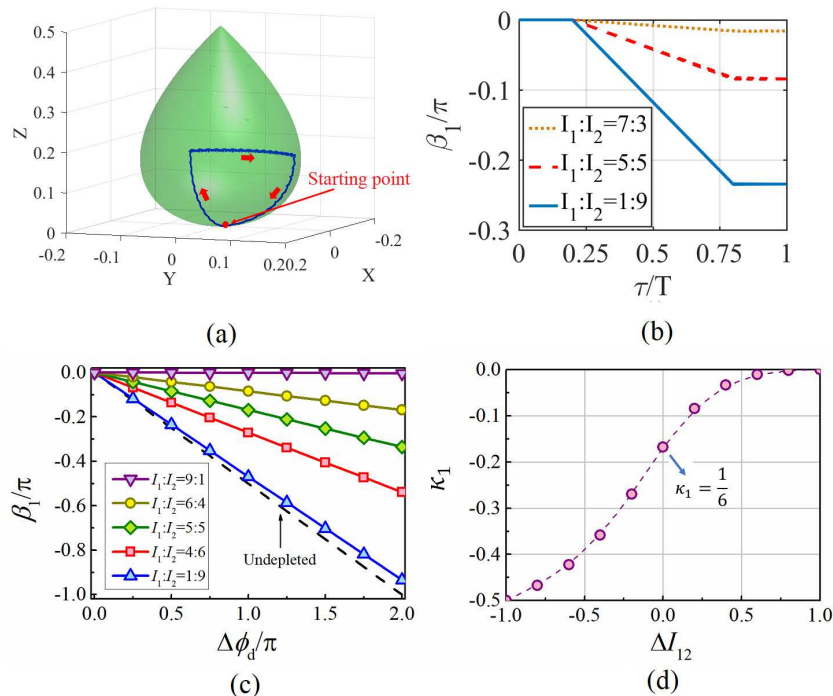 (a)
0.5
0.4
0.3
0.2
0.1
0
Z
Starting point
-0.2
-0.1
0
0.1
0.2
Y
0.2
0
-0.2
X
(b)
0
-0.1
-0.2
-0.3
β₁/π
I₁:I₂=7:3
I₁:I₂=5:5
I₁:I₂=1:9
0
0.25
0.5
0.75
1
τ/T
(a)
(b)
0.0
-0.2
-0.4
-0.6
-0.8
-1.0
β₁/π
I₁:I₂=9:1
I₁:I₂=6:4
I₁:I₂=5:5
I₁:I₂=4:6
I₁:I₂=1:9
Undepleted
0.0
0.5
1.0
1.5
2.0
Δϕd/π
(c)
0.0
-0.1
-0.2
-0.3
-0.4
-0.5
κ₁
κ₁ = 1/6
-1.0
-0.5
0.0
0.5
1.0
ΔI₁₂
(d)